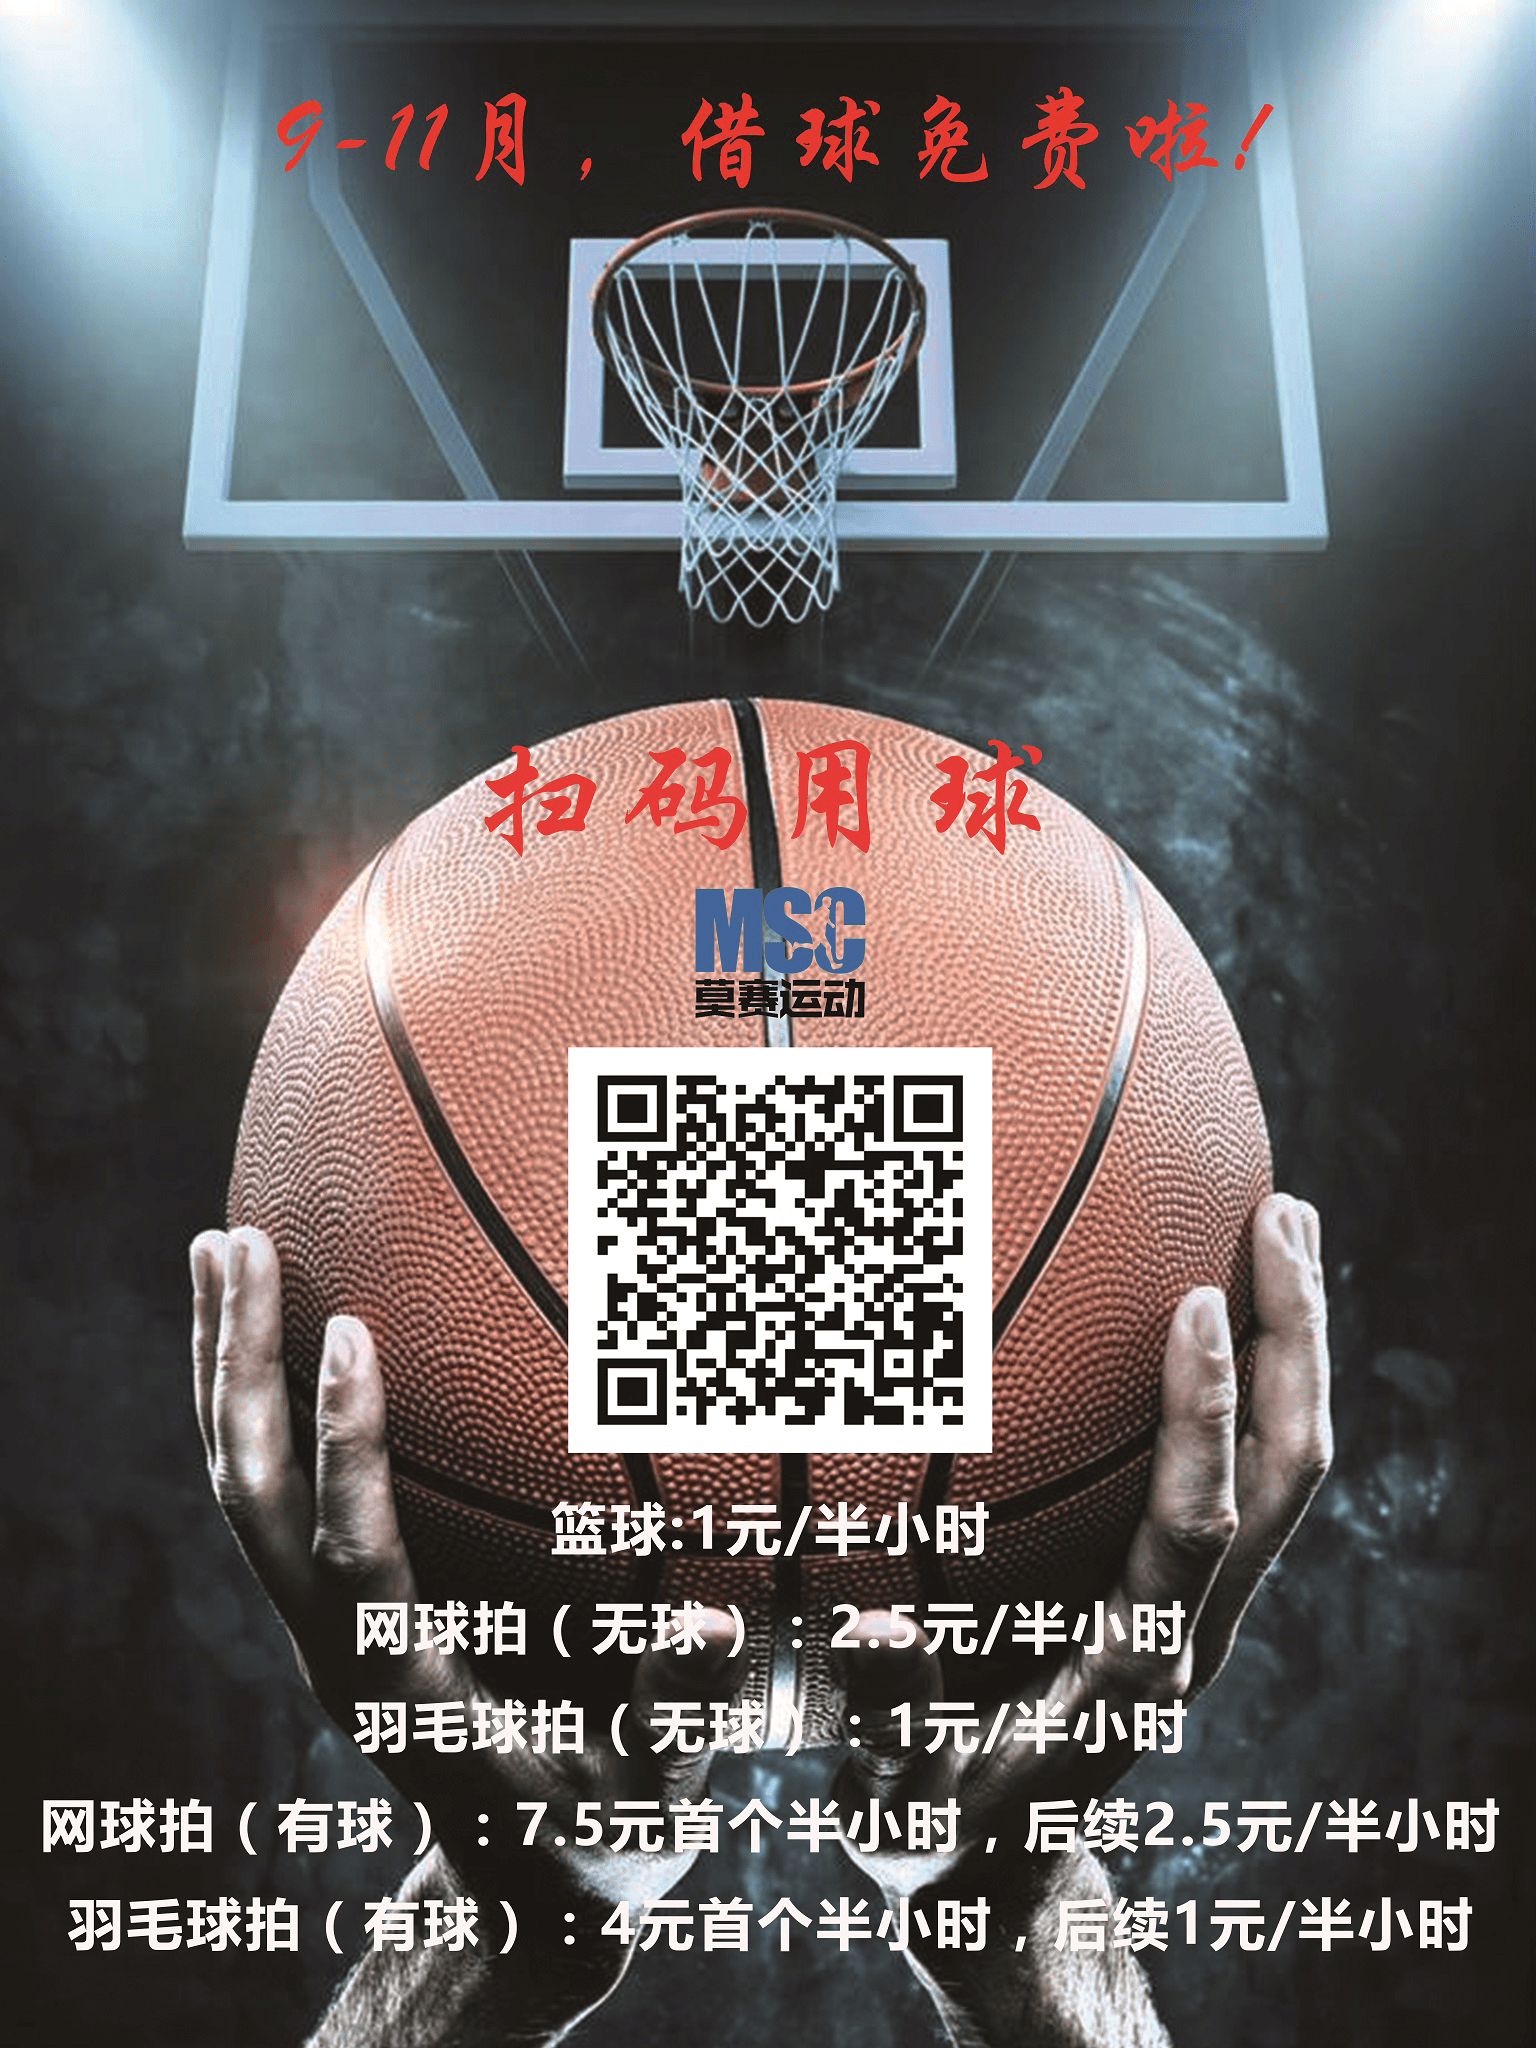 9-11月，借球免费啦！
扫码用球
MSC
莫赛运动
篮球:1元/半小时
网球拍（无球）：2.5元/半小时
羽毛球拍（无球）：1元/半小时
网球拍（有球）：7.5元首个半小时，后续2.5元/半小时
羽毛球拍（有球）：4元首个半小时，后续1元/半小时